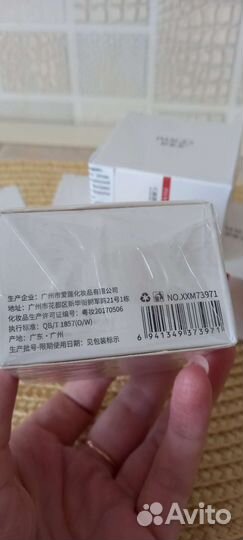 生产企业：广州市爱莲化妆品有限公司
地址：广州市花都区新华街狮军路21号1栋
化妆品生产许可证编号：粤妆20170506
执行标准：QB/T 1857(O/W)
产地：广东·广州
生产批号·限期使用日期：见包装标示
NO.XXM73971
6 941349 373971
Avito